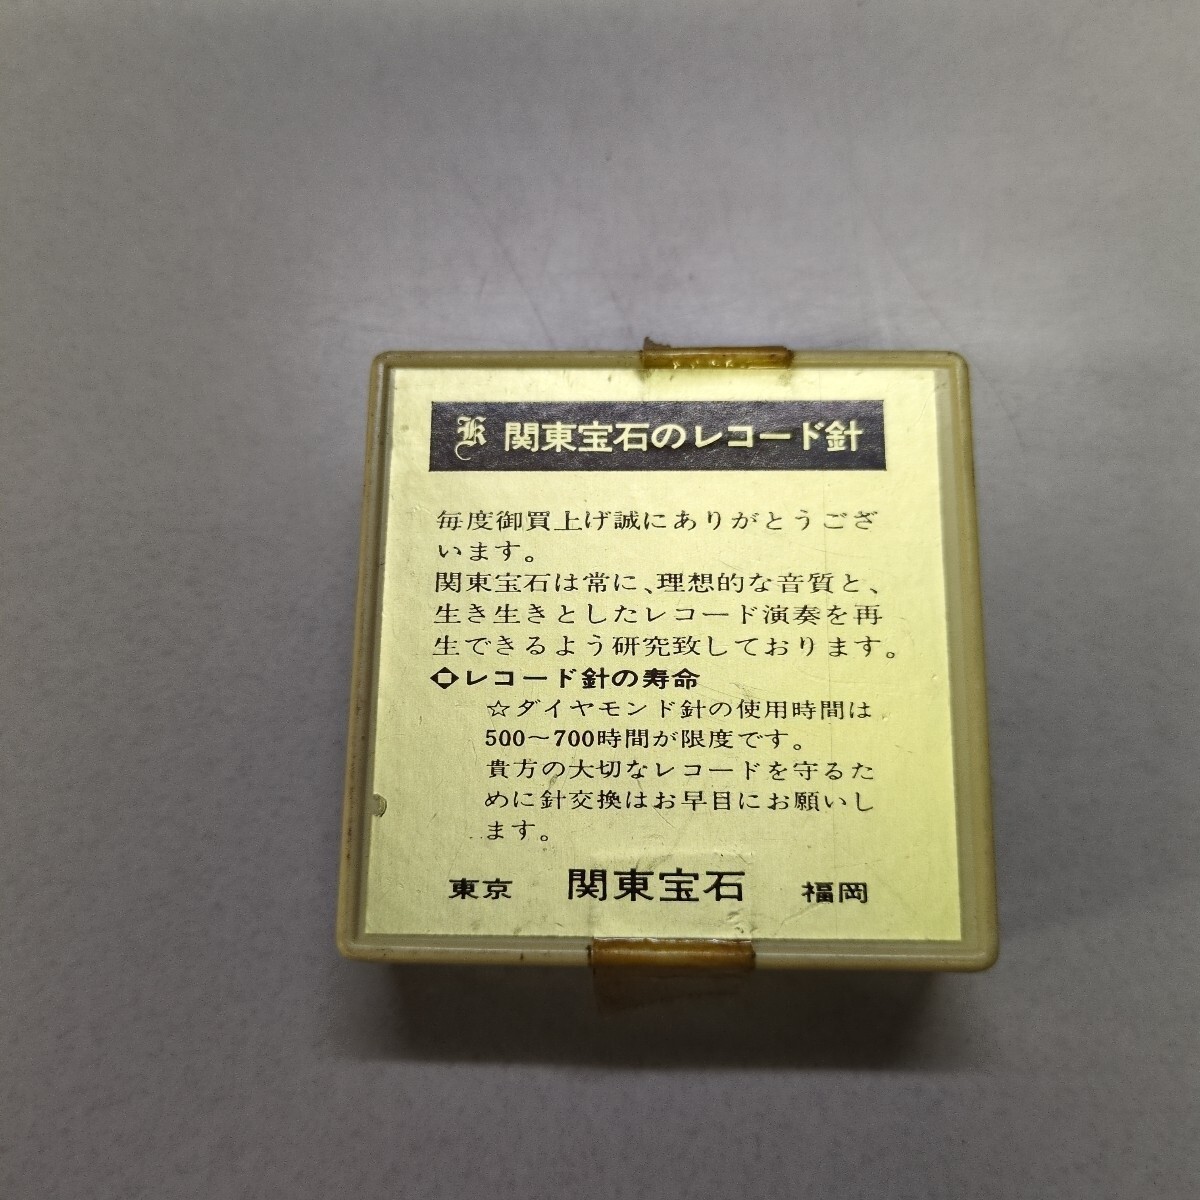 K 関東宝石のレコード針
毎度御買上げ誠にありがとうござ
います。
関東宝石は常に、理想的な音質と、
生き生きとしたレコード演奏を再
生できるよう研究致しております。
レコード針の寿命
☆ダイヤモンド針の使用時間は
500〜700時間が限度です。
貴方の大切なレコードを守るた
めに針交換はお早目にお願いし
ます。
東京 関東宝石 福岡